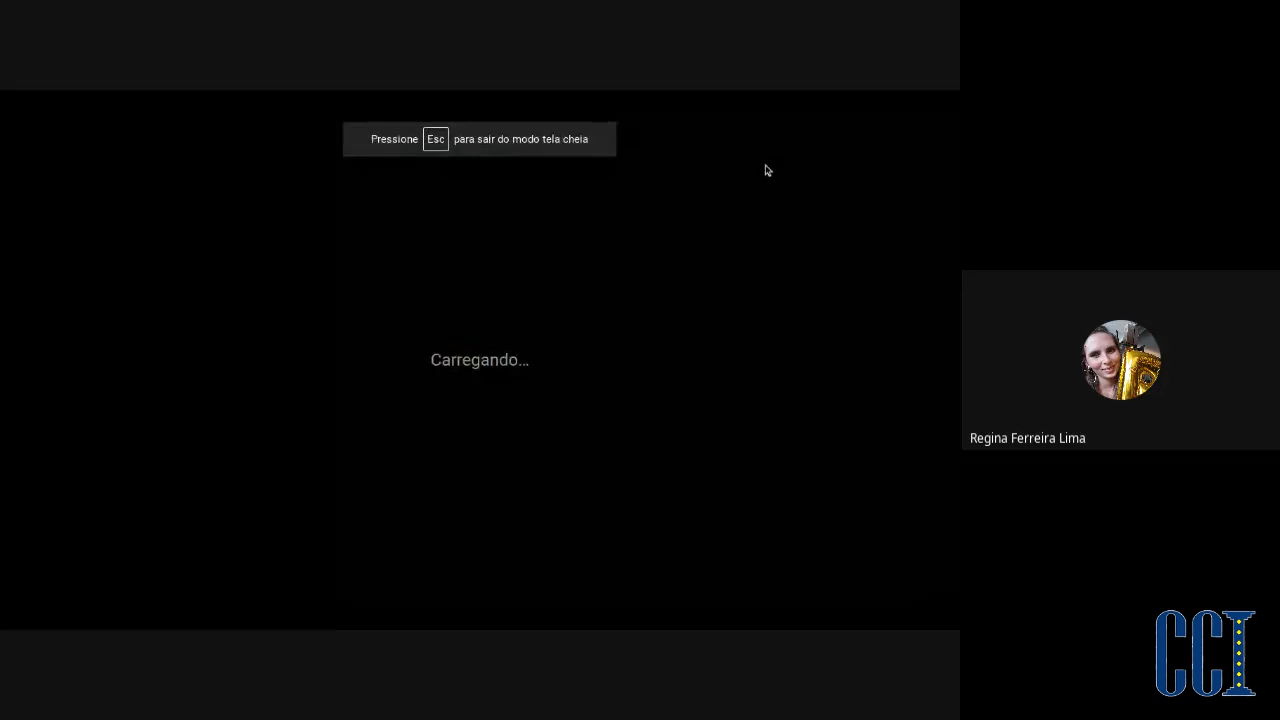 Pressione Esc para sair do modo tela cheia
Carregando...
Regina Ferreira Lima
CCI